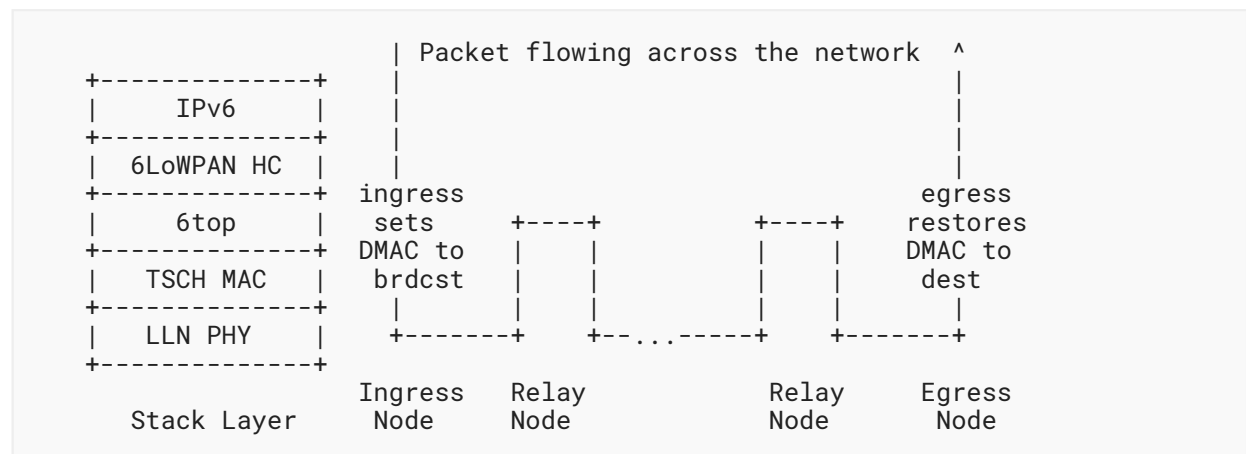 | Packet flowing across the network ^
+--------------+ | |
| IPv6 | | |
+--------------+ | |
| 6LoWPAN HC | | |
+--------------+ ingress egress
| 6top | sets +----+ +----+ restores
+--------------+ DMAC to | | | | DMAC to
| TSCH MAC | brdcst | | | | dest
+--------------+ | | | | | |
| LLN PHY | +-------+ +--...-----+ +-------+
+--------------+
Ingress Relay Relay Egress
Stack Layer Node Node Node Node